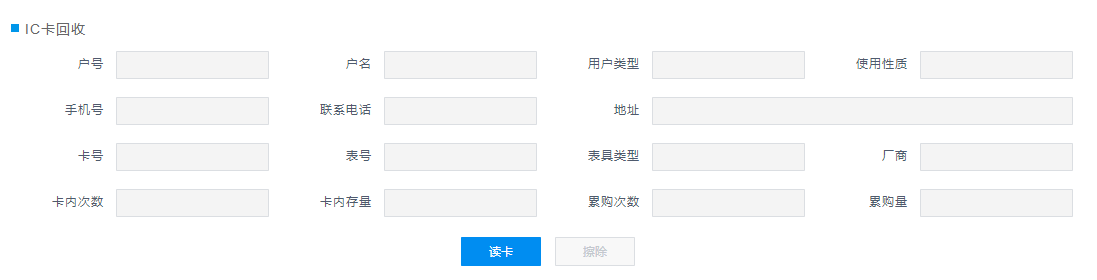 IC卡回收
户号 户名 用户类型 使用性质
手机号 联系电话 地址
卡号 表号 表具类型 厂商
卡内次数 卡内存量 累购次数 累购量
读卡 擦除